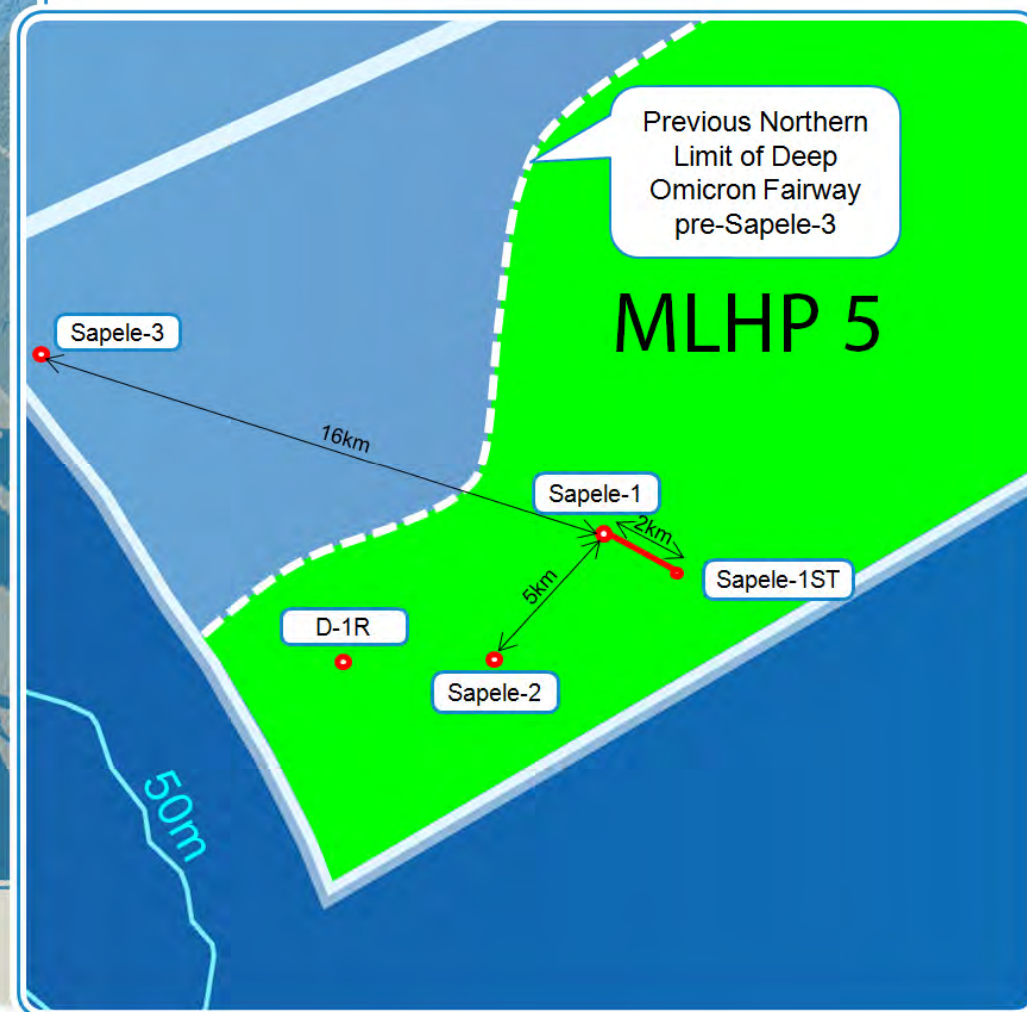 Previous Northern
Limit of Deep
Omicron Fairway
pre-Sapele-3
MLHP 5
Sapele-3
16km
Sapele-1
2km
Sapele-1ST
5km
D-1R
Sapele-2
50m